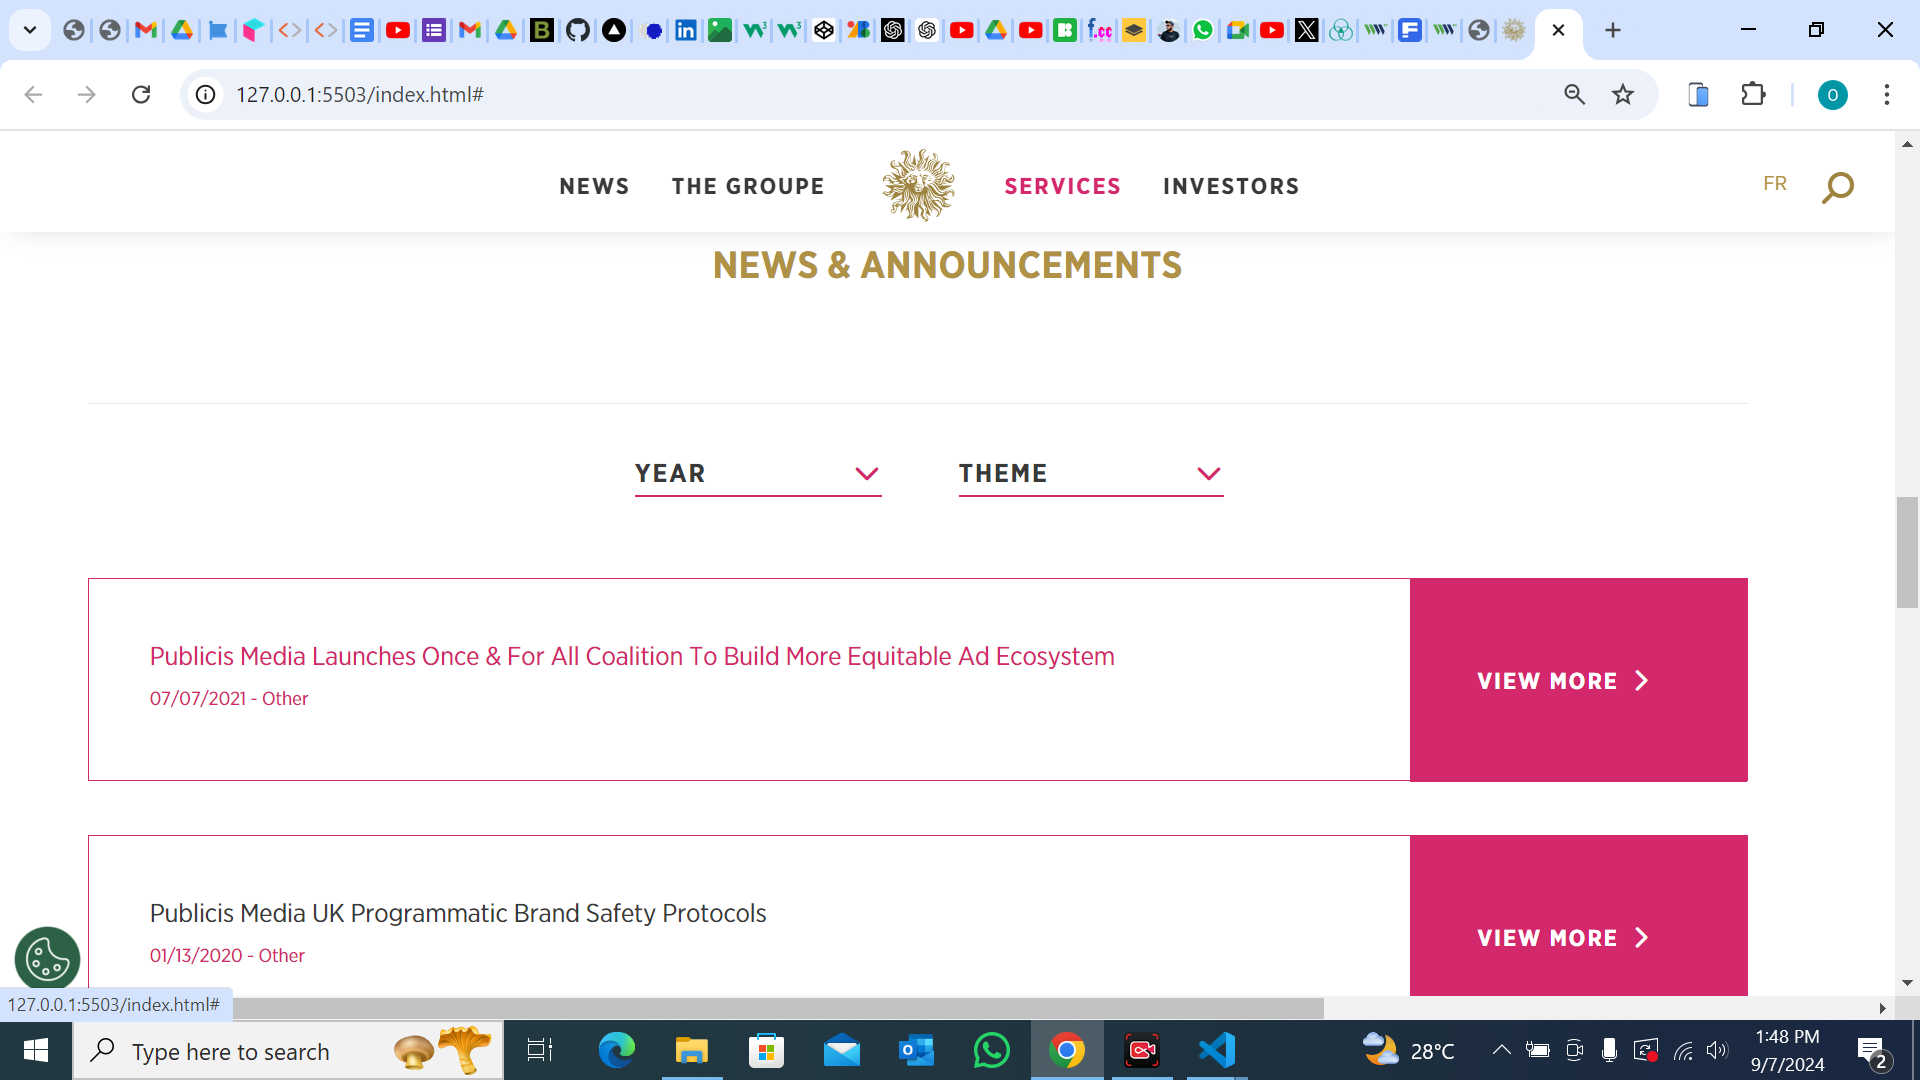 127.0.0.1:5503/index.html#
O
NEWS
THE GROUPE
SERVICES
INVESTORS
FR
NEWS & ANNOUNCEMENTS
YEAR
THEME
Publicis Media Launches Once & For All Coalition To Build More Equitable Ad Ecosystem
07/07/2021 - Other
VIEW MORE
Publicis Media UK Programmatic Brand Safety Protocols
01/13/2020 - Other
VIEW MORE
127.0.0.1:5503/index.html#
Type here to search
28°C
1:48 PM
9/7/2024
2